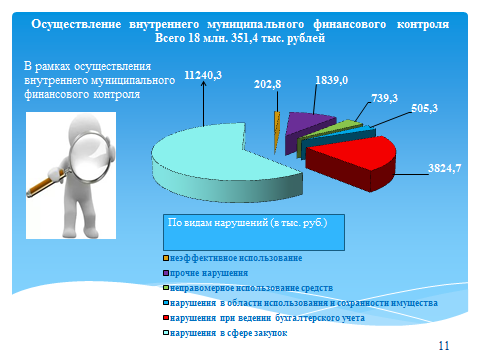 Осуществление внутреннего муниципального финансового контроля
Всего 18 млн. 351,4 тыс. рублей
В рамках осуществления
внутреннего муниципального
финансового контроля
11240,3
202,8
1839,0
739,3
505,3
3824,7
По видам нарушений (в тыс. руб.)
неэффективное использование
прочие нарушения
неправомерное использование средств
нарушения в области использования и сохранности имущества
нарушения при ведении бухгалтерского учета
нарушения в сфере закупок
11